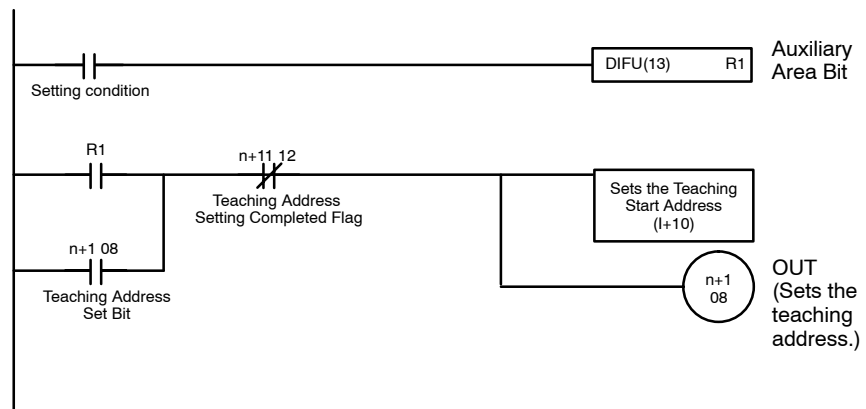 DIFU(13) R1
Auxiliary
Area Bit
Setting condition
R1
n+11 12
Teaching Address
Setting Completed Flag
Sets the Teaching
Start Address
(I+10)
n+1 08
Teaching Address
Set Bit
n+1
08
OUT
(Sets the
teaching
address.)